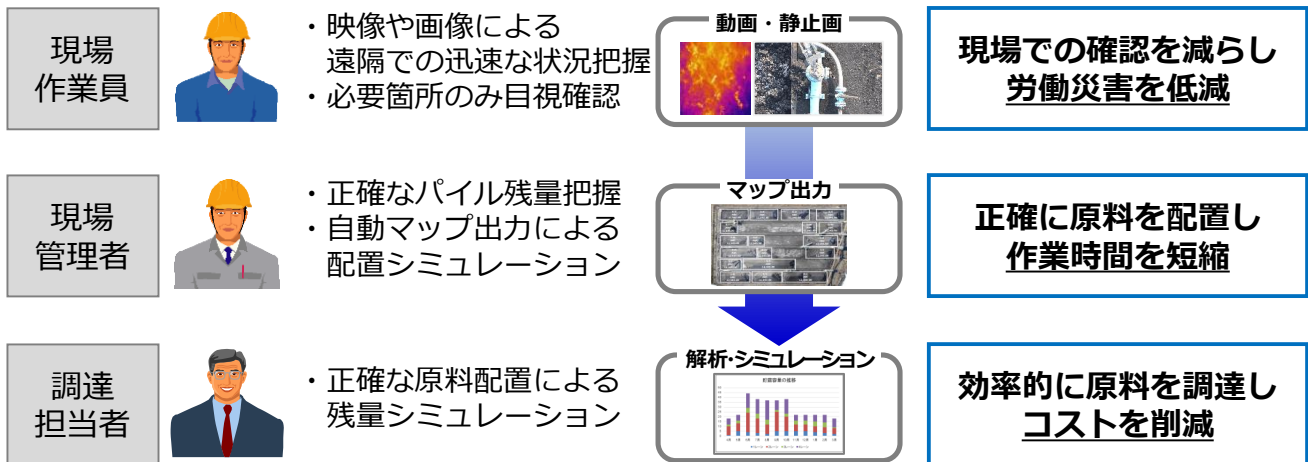 現場
作業員
・映像や画像による
遠隔での迅速な状況把握
・必要箇所のみ目視確認
動画・静止画
現場での確認を減らし
労働災害を低減
現場
管理者
・正確なパイル残量把握
・自動マップ出力による
配置シミュレーション
マップ出力
正確に原料を配置し
作業時間を短縮
調達
担当者
・正確な原料配置による
残量シミュレーション
解析・シミュレーション
効率的に原料を調達し
コストを削減